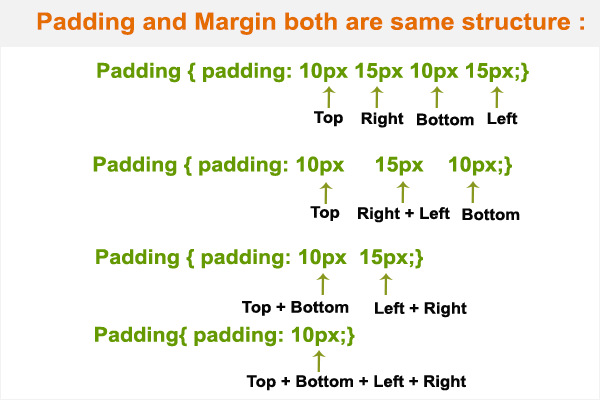 Padding and Margin both are same structure :
Padding { padding: 10px 15px 10px 15px;}
Top Right Bottom Left
Padding { padding: 10px 15px 10px;}
Top Right + Left Bottom
Padding { padding: 10px 15px;}
Top + Bottom Left + Right
Padding{ padding: 10px;}
Top + Bottom + Left + Right